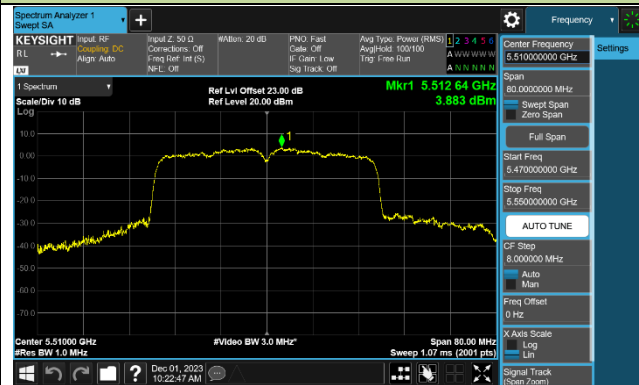 Spectrum Analyzer 1
Swept SA
Frequency
KEYSIGHT
RL
Input: RF
Coupling: DC
Align: Auto
Input Z: 50 Ω
Corrections: Off
Freq Ref: Int (S)
NFE: Off
#Atten: 20 dB
PNO: Fast
Gate: Off
IF Gain: Low
Sig Track: Off
Avg Type: Power (RMS)
Avg|Hold: 100/100
Trig: Free Run
1 2 3 4 5 6
A W W W W W
A N N N N N
1 Spectrum
Scale/Div 10 dB
Log
Ref Lvl Offset 23.00 dB
Ref Level 20.00 dBm
Mkr1 5.512 64 GHz
3.883 dBm
1
10.0
0.00
-10.0
-20.0
-30.0
-40.0
-50.0
-60.0
-70.0
Center 5.51000 GHz
#Res BW 1.0 MHz
#Video BW 3.0 MHz*
Span 80.00 MHz
Sweep 1.07 ms (2001 pts)
Dec 01, 2023
10:22:47 AM
Settings
Center Frequency
5.510000000 GHz
Span
80.0000000 MHz
Swept Span
Zero Span
Full Span
Start Freq
5.470000000 GHz
Stop Freq
5.550000000 GHz
AUTO TUNE
CF Step
8.000000 MHz
Auto
Man
Freq Offset
0 Hz
X Axis Scale
Log
Lin
Signal Track
(Span Zoom)